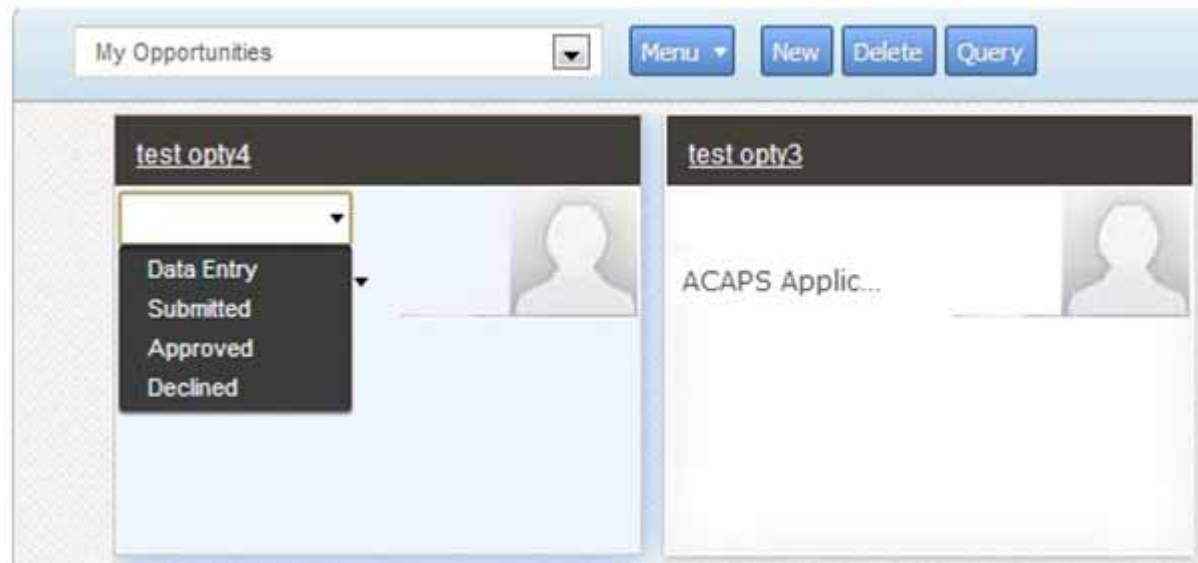 My Opportunities Menu New Delete Query
test opty4
test opty3
Data Entry
Submitted
Approved
Declined
ACAPS Applic...